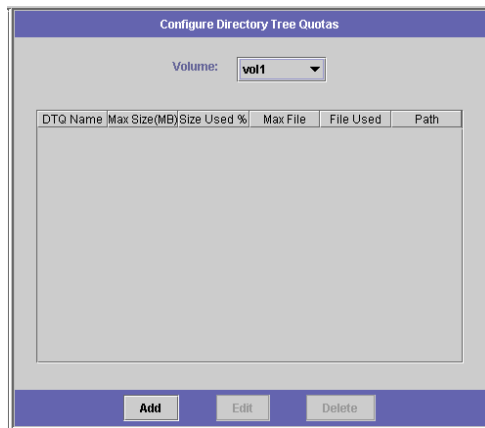 Configure Directory Tree Quotas
Volume: vol1
DTQ Name Max Size(MB) Size Used % Max File File Used Path
Add Edit Delete